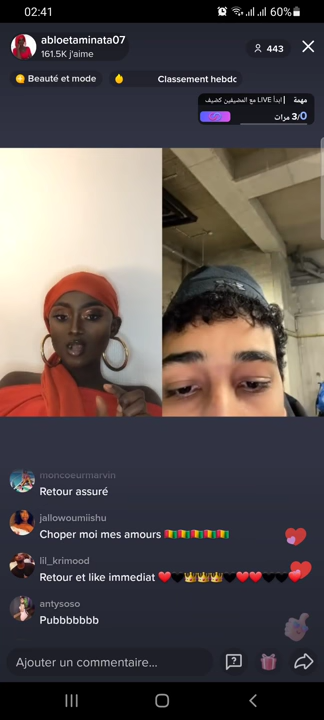 02:41
60%
abloetaminata07
161.5K j'aime
443
Beauté et mode
Classement hebdo
مهمة | ابدأ LIVE مع المضيفين كضيف
3/0 مرات
moncoeurmarvin
Retour assuré
jallowoumiishu
Choper moi mes amours 🇬🇳🇬🇳🇬🇳🇬🇳🇬🇳
lil_krimood
Retour et like immediat ❤️🖤👑👑👑🖤❤️❤️🖤🖤❤️
antysoso
Pubbbbbbb
Ajouter un commentaire...